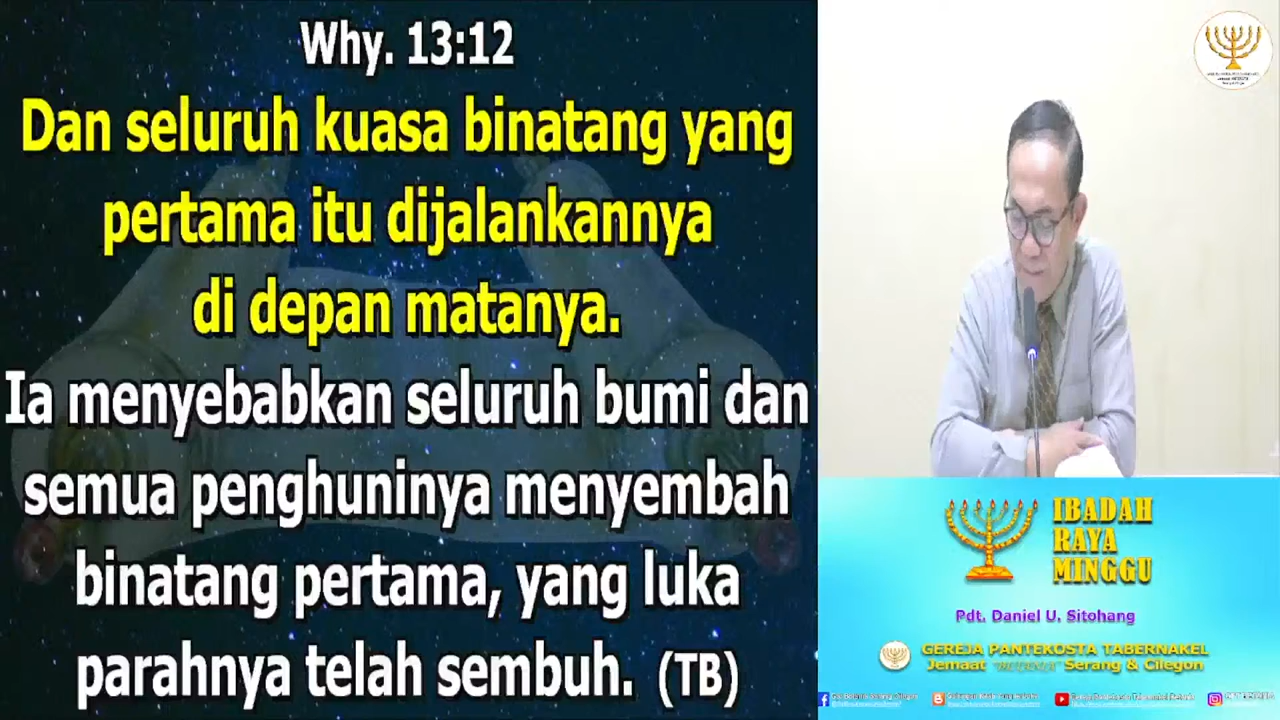 Why. 13:12
Dan seluruh kuasa binatang yang
pertama itu dijalankannya
di depan matanya.
Ia menyebabkan seluruh bumi dan
semua penghuninya menyembah
binatang pertama, yang luka
parahnya telah sembuh. (TB)
IBADAH
RAYA
MINGGU
Pdt. Daniel U. Sitohang
GEREJA PANTEKOSTA TABERNAKEL
Jemaat "BETANIA" Serang & Cilegon